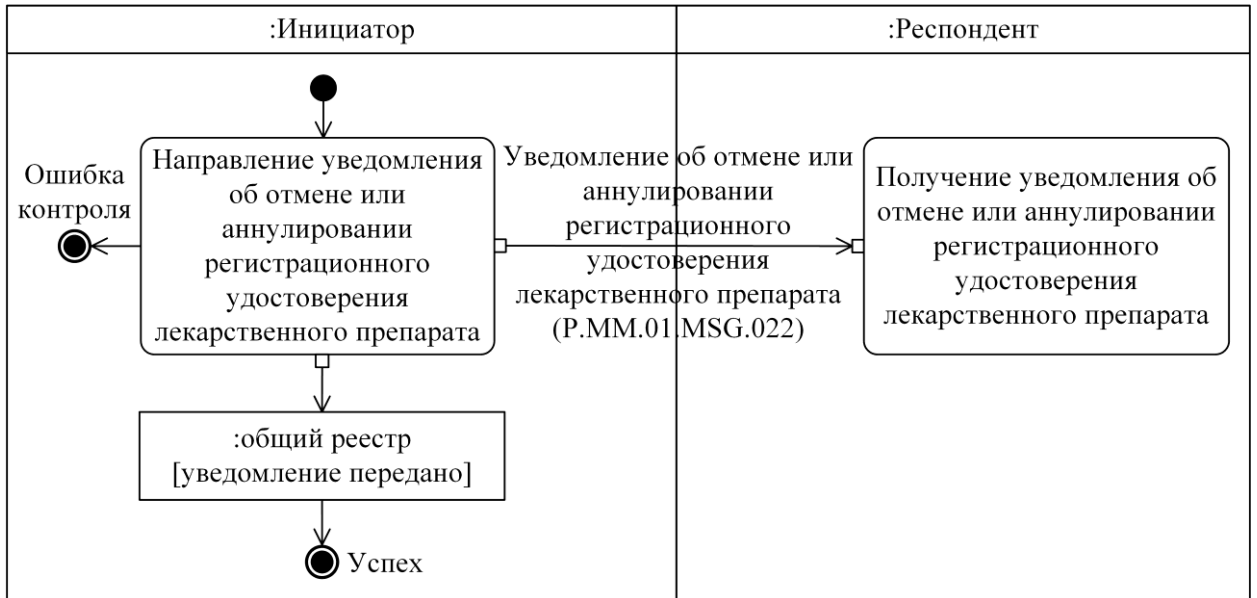 :Инициатор
:Респондент
Ошибка
контроля
Направление уведомления
об отмене или
аннулировании
регистрационного
удостоверения
лекарственного препарата
Уведомление об отмене или
аннулировании
регистрационного
удостоверения
лекарственного препарата
(P.MM.01.MSG.022)
Получение уведомления об
отмене или аннулировании
регистрационного
удостоверения
лекарственного препарата
:общий реестр
[уведомление передано]
Успех